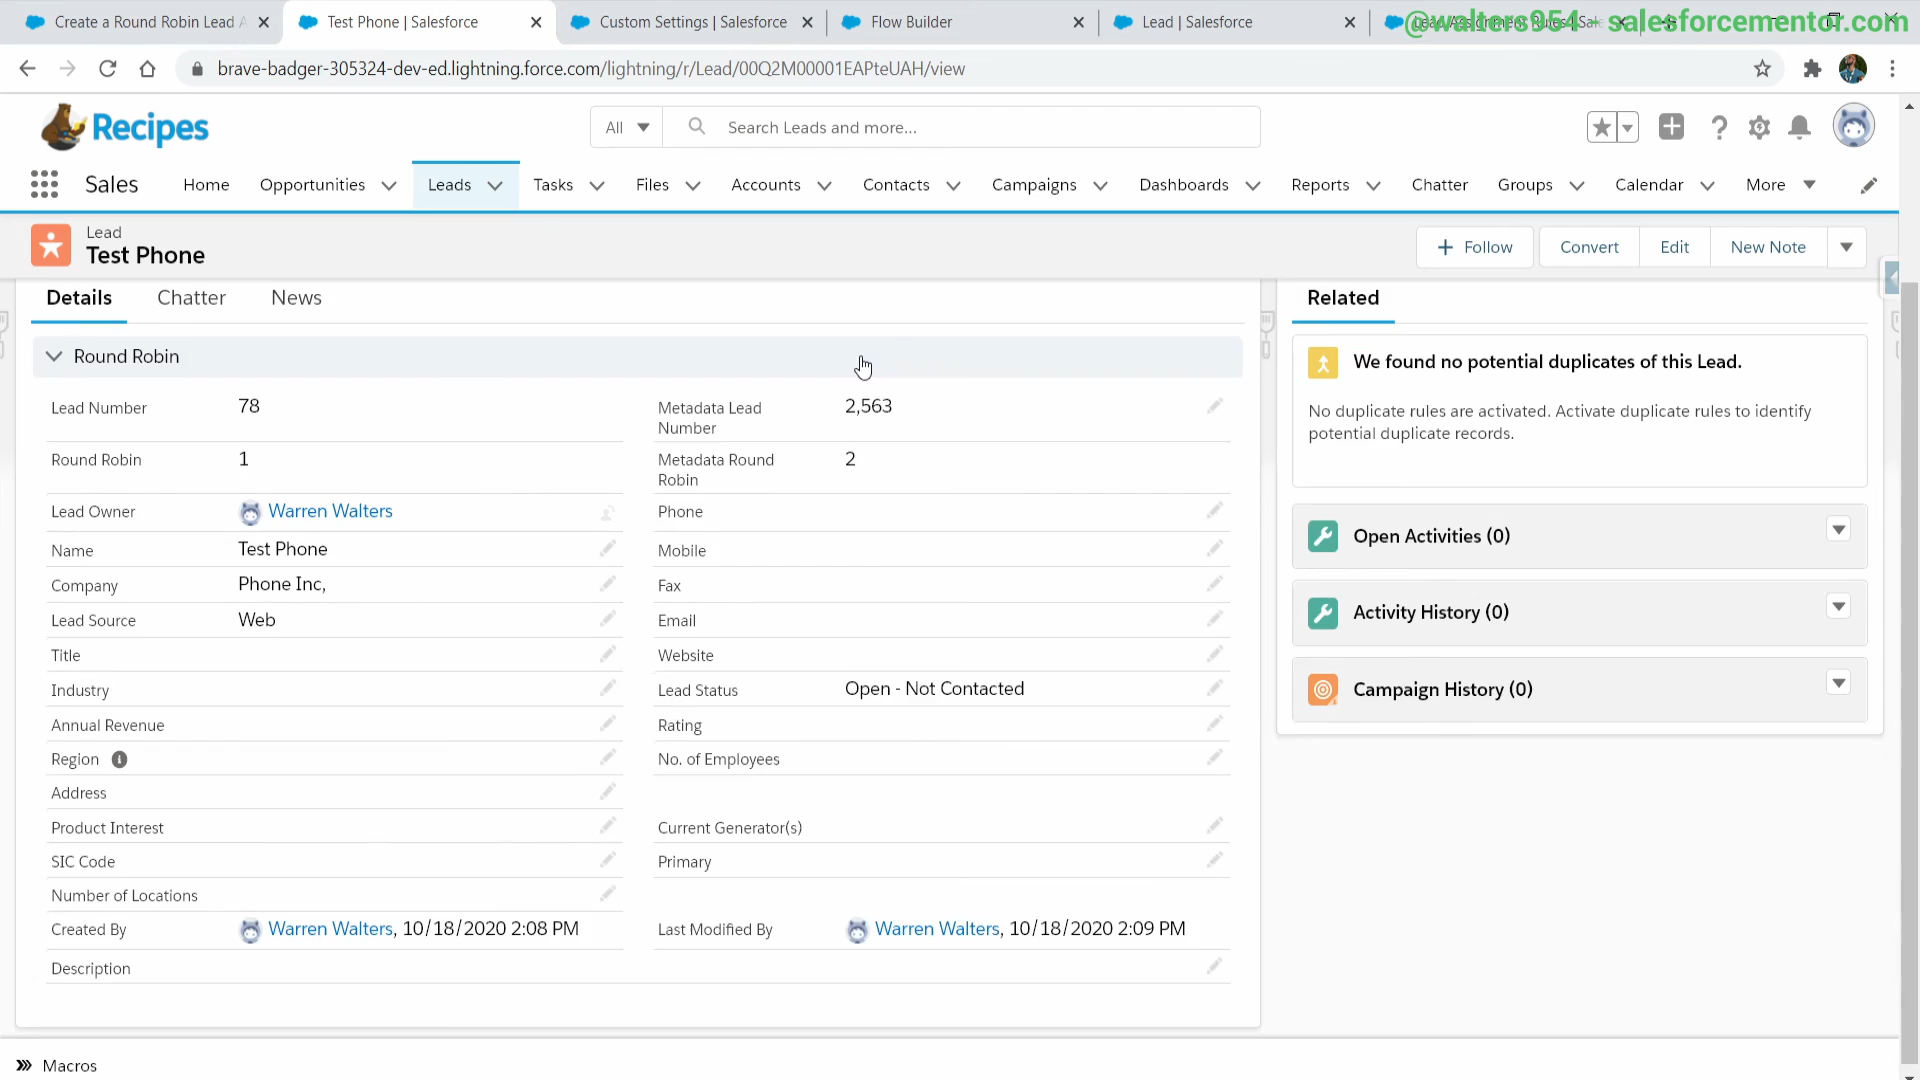 Create a Round Robin Lead A
Test Phone | Salesforce
Custom Settings | Salesforce
Flow Builder
Lead | Salesforce
@walters954 - salesforcementor.com
brave-badger-305324-dev-ed.lightning.force.com/lightning/r/Lead/00Q2M00001EAPteUAH/view
Recipes
All
Search Leads and more...
Sales
Home
Opportunities
Leads
Tasks
Files
Accounts
Contacts
Campaigns
Dashboards
Reports
Chatter
Groups
Calendar
More
Lead
Test Phone
Follow
Convert
Edit
New Note
Details
Chatter
News
Related
Round Robin
We found no potential duplicates of this Lead.
No duplicate rules are activated. Activate duplicate rules to identify
potential duplicate records.
Lead Number 78
Metadata Lead
Number
2,563
Round Robin 1
Metadata Round
Robin
2
Lead Owner Warren Walters
Phone
Name Test Phone
Mobile
Company Phone Inc,
Fax
Lead Source Web
Email
Title
Website
Industry
Lead Status Open - Not Contacted
Annual Revenue
Rating
Region
No. of Employees
Address
Product Interest
Current Generator(s)
SIC Code
Primary
Number of Locations
Created By Warren Walters, 10/18/2020 2:08 PM
Last Modified By Warren Walters, 10/18/2020 2:09 PM
Description
Open Activities (0)
Activity History (0)
Campaign History (0)
Macros